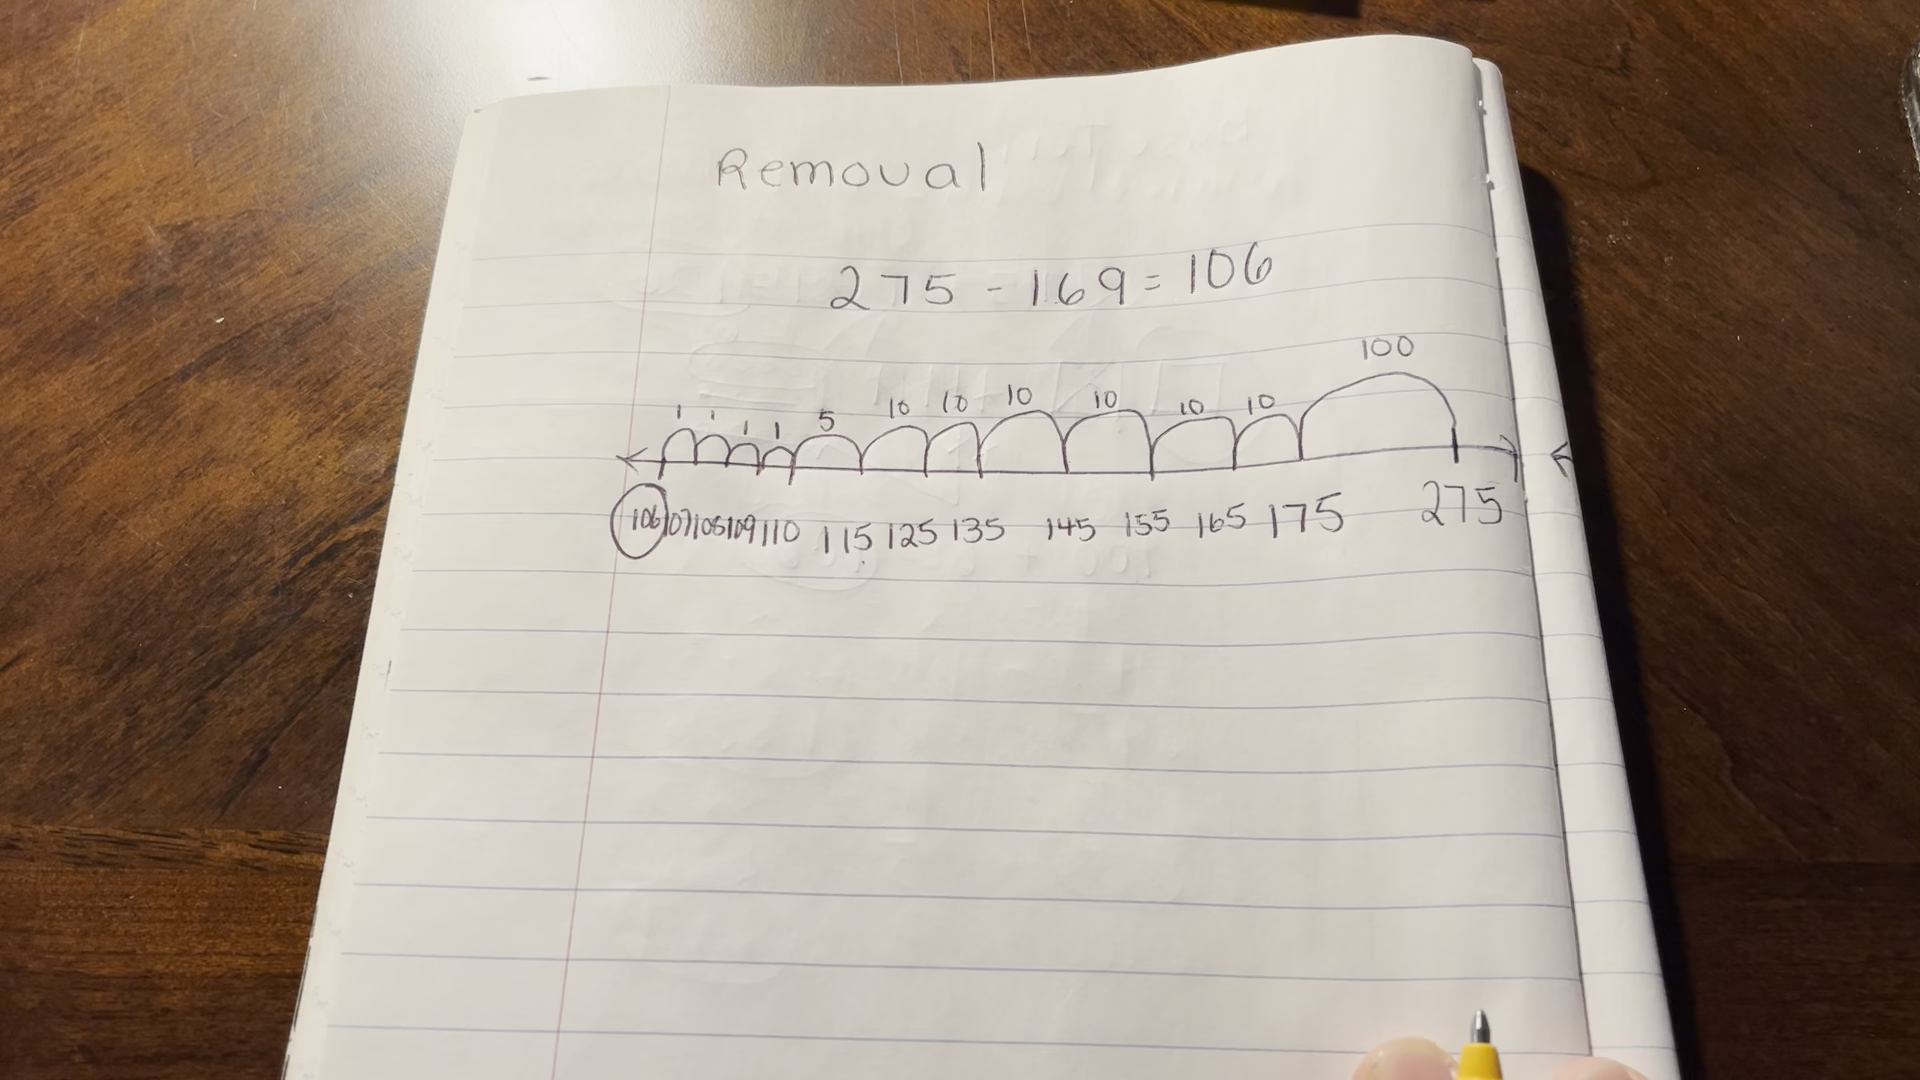 Removal
275 - 169 = 106
100
1 1 1 1 5 10 10 10 10 10 10
106 107 108 109 110 115 125 135 145 155 165 175 275